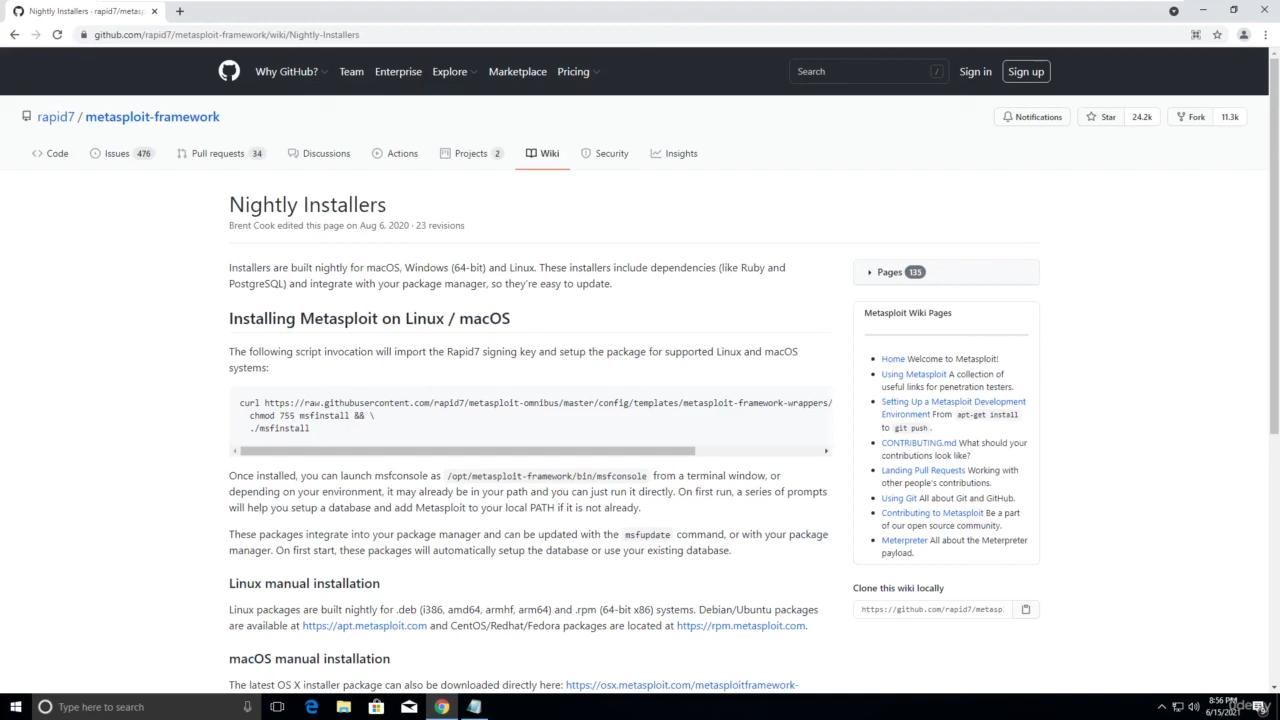 Nightly Installers · rapid7/metasp
github.com/rapid7/metasploit-framework/wiki/Nightly-Installers
Why GitHub? Team Enterprise Explore Marketplace Pricing Search / Sign in Sign up
rapid7 / metasploit-framework Notifications Star 24.2k Fork 11.3k
<> Code Issues 476 Pull requests 34 Discussions Actions Projects 2 Wiki Security Insights
Nightly Installers
Brent Cook edited this page on Aug 6, 2020 · 23 revisions
Installers are built nightly for macOS, Windows (64-bit) and Linux. These installers include dependencies (like Ruby and
PostgreSQL) and integrate with your package manager, so they're easy to update.
Installing Metasploit on Linux / macOS
The following script invocation will import the Rapid7 signing key and setup the package for supported Linux and macOS
systems:
curl https://raw.githubusercontent.com/rapid7/metasploit-omnibus/master/config/templates/metasploit-framework-wrappers/
chmod 755 msfinstall && \
./msfinstall
Once installed, you can launch msfconsole as /opt/metasploit-framework/bin/msfconsole from a terminal window, or
depending on your environment, it may already be in your path and you can just run it directly. On first run, a series of prompts
will help you setup a database and add Metasploit to your local PATH if it is not already.
These packages integrate into your package manager and can be updated with the msfupdate command, or with your package
manager. On first start, these packages will automatically setup the database or use your existing database.
Linux manual installation
Linux packages are built nightly for .deb (i386, amd64, armhf, arm64) and .rpm (64-bit x86) systems. Debian/Ubuntu packages
are available at https://apt.metasploit.com and CentOS/Redhat/Fedora packages are located at https://rpm.metasploit.com.
macOS manual installation
The latest OS X installer package can also be downloaded directly here: https://osx.metasploit.com/metasploitframework-
Pages 135
Metasploit Wiki Pages
Home Welcome to Metasploit!
Using Metasploit A collection of
useful links for penetration testers.
Setting Up a Metasploit Development
Environment From apt-get install
to git push.
CONTRIBUTING.md What should your
contributions look like?
Landing Pull Requests Working with
other people's contributions.
Using Git All about Git and GitHub.
Contributing to Metasploit Be a part
of our open source community.
Meterpreter All about the Meterpreter
payload.
Clone this wiki locally
https://github.com/rapid7/metasp
Type here to search
8:56 PM
6/15/2021